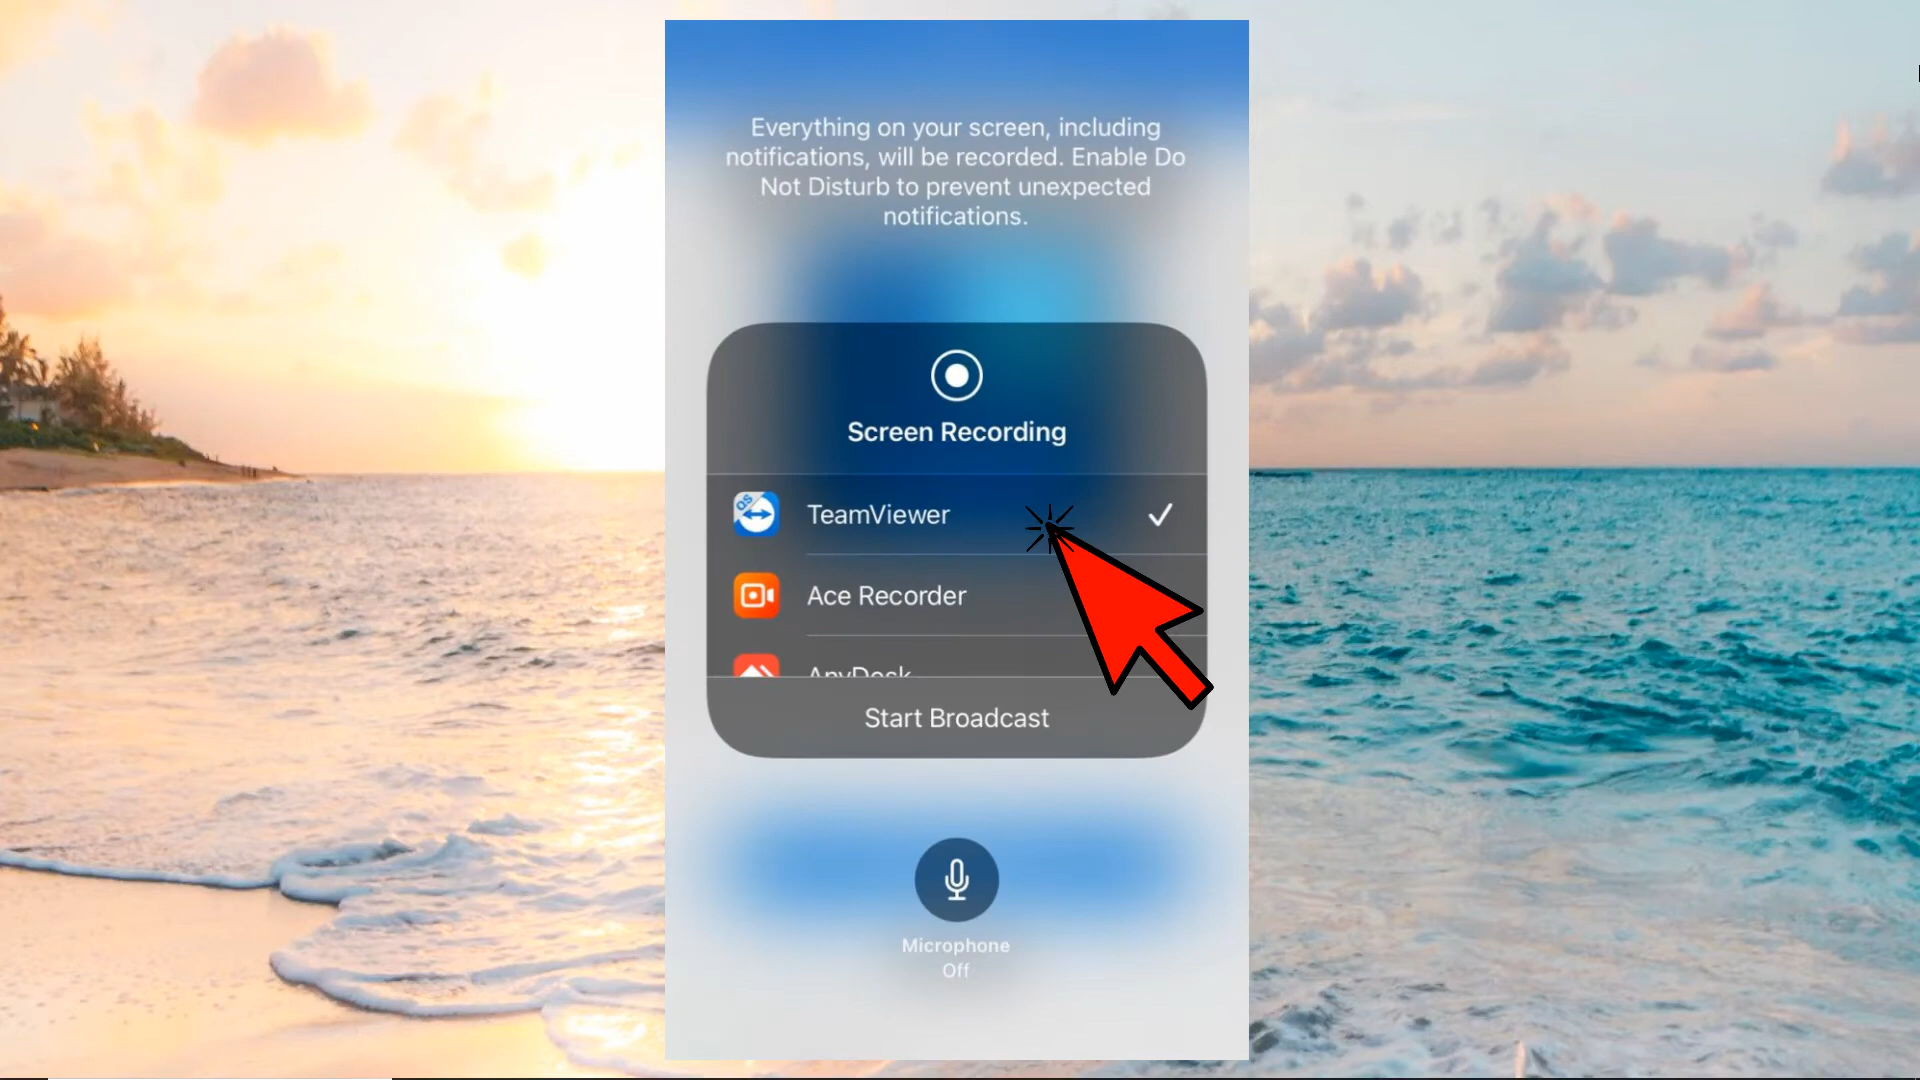 Everything on your screen, including
notifications, will be recorded. Enable Do
Not Disturb to prevent unexpected
notifications.
Screen Recording
QS
TeamViewer
Ace Recorder
AnyDesk
Start Broadcast
Microphone
Off